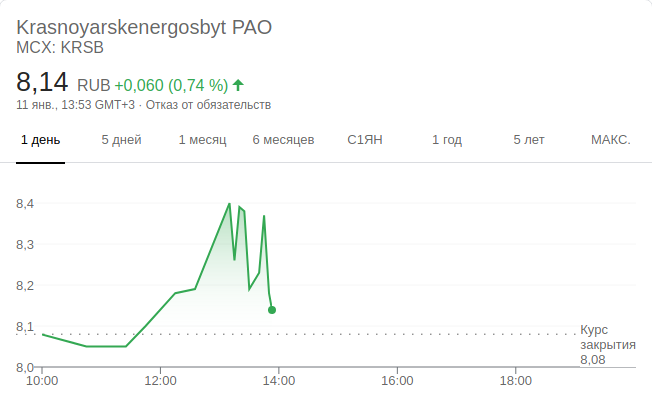 Krasnoyarskenergosbyt PAO
MCX: KRSB
8,14 RUB +0,060 (0,74 %)
11 янв., 13:53 GMT+3 · Отказ от обязательств
1 день 5 дней 1 месяц 6 месяцев С1ЯН 1 год 5 лет МАКС.
8,4
8,3
8,2
8,1
8,0
Курс
закрытия
8,08
10:00 12:00 14:00 16:00 18:00